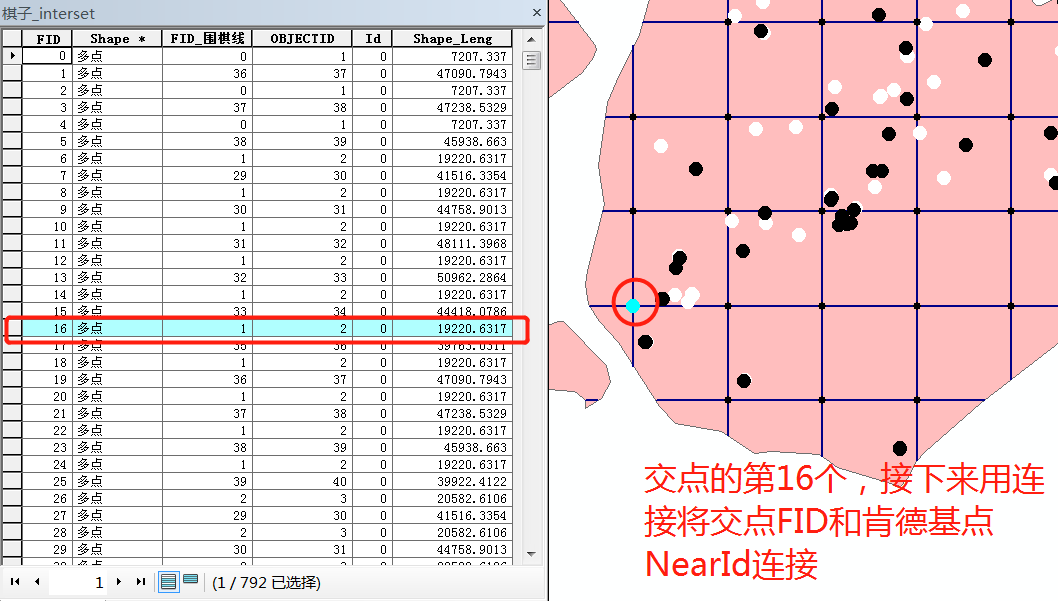 棋子_interset
×
FID Shape * FID_围棋线 OBJECTID Id Shape_Leng
0 多点 0 1 0 7207.337
1 多点 36 37 0 47090.7943
2 多点 0 1 0 7207.337
3 多点 37 38 0 47238.5329
4 多点 0 1 0 7207.337
5 多点 38 39 0 45938.663
6 多点 1 2 0 19220.6317
7 多点 29 30 0 41516.3354
8 多点 1 2 0 19220.6317
9 多点 30 31 0 44758.9013
10 多点 1 2 0 19220.6317
11 多点 31 32 0 48111.3968
12 多点 1 2 0 19220.6317
13 多点 32 33 0 50962.2864
14 多点 1 2 0 19220.6317
15 多点 33 34 0 44418.0786
16 多点 1 2 0 19220.6317
17 多点 35 36 0 39763.0311
18 多点 1 2 0 19220.6317
19 多点 36 37 0 47090.7943
20 多点 1 2 0 19220.6317
21 多点 37 38 0 47238.5329
22 多点 1 2 0 19220.6317
23 多点 38 39 0 45938.663
24 多点 1 2 0 19220.6317
25 多点 39 40 0 39922.4122
26 多点 2 3 0 20582.6106
27 多点 29 30 0 41516.3354
28 多点 2 3 0 20582.6106
29 多点 30 31 0 44758.9013
1 (1 / 792 已选择)
交点的第16个，接下来用连
接将交点FID和肯德基点
NearId连接